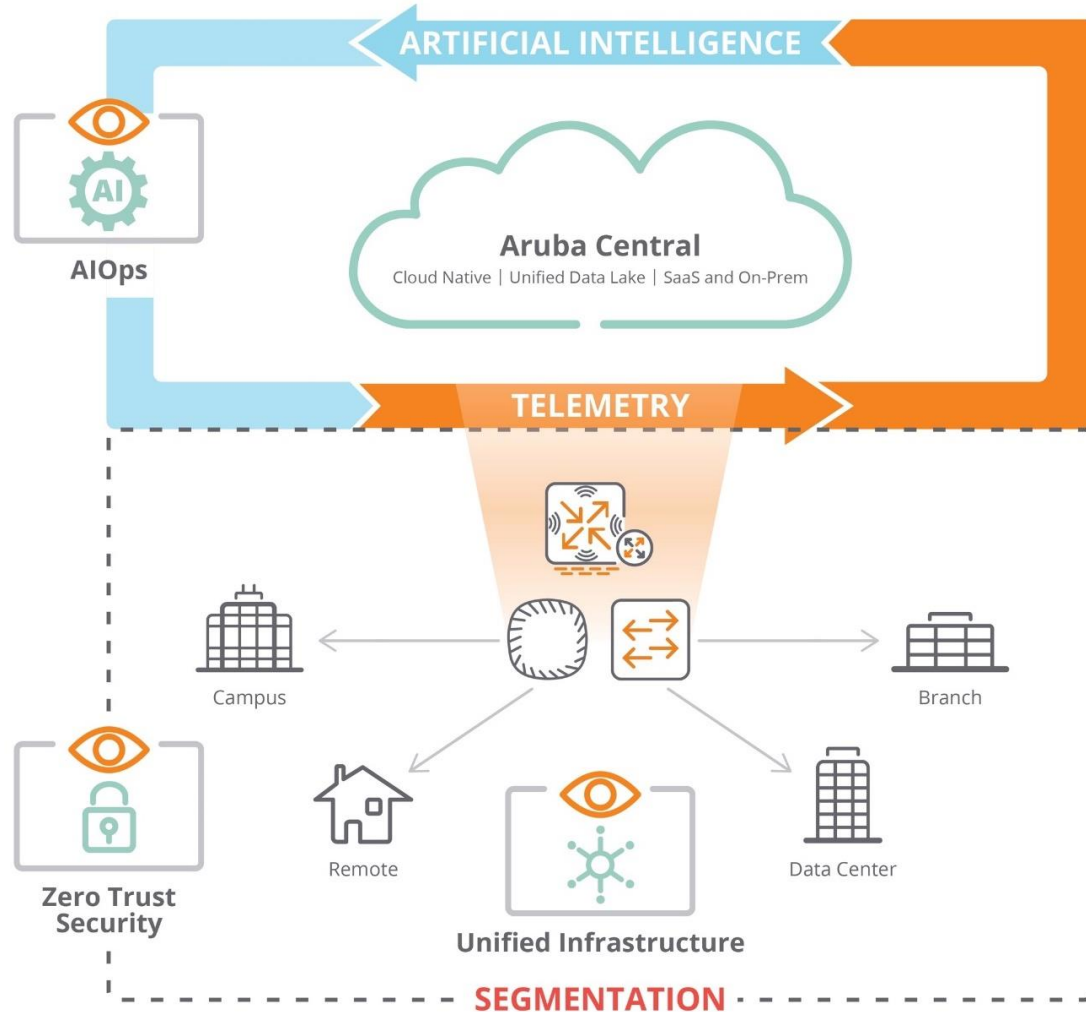 ARTIFICIAL INTELLIGENCE
AI
AIOps
Aruba Central
Cloud Native | Unified Data Lake | SaaS and On-Prem
TELEMETRY
Campus
Branch
Remote
Data Center
Zero Trust
Security
Unified Infrastructure
SEGMENTATION